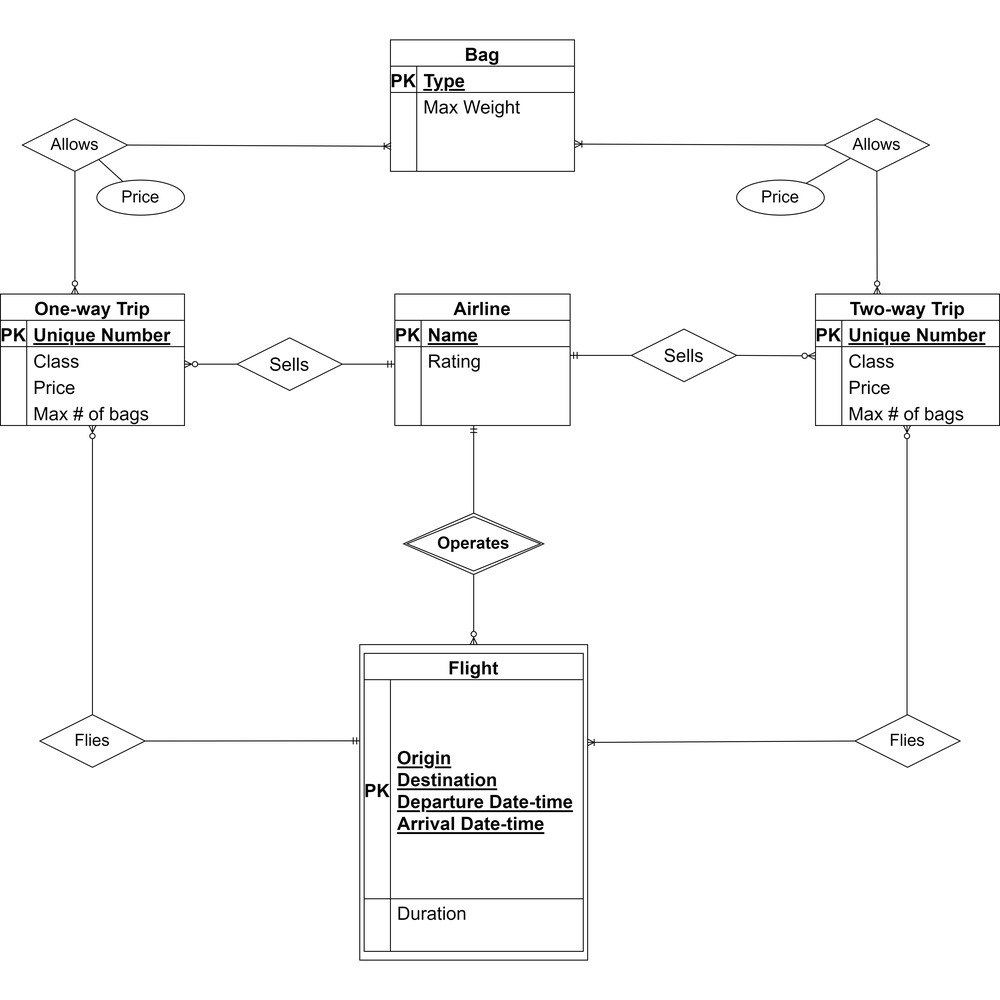 Bag
PK Type
Max Weight
Allows
Allows
Price
Price
One-way Trip
PK Unique Number
Class
Price
Max # of bags
Sells
Airline
PK Name
Rating
Sells
Two-way Trip
PK Unique Number
Class
Price
Max # of bags
Operates
Flight
PK
Origin
Destination
Departure Date-time
Arrival Date-time
Duration
Flies
Flies